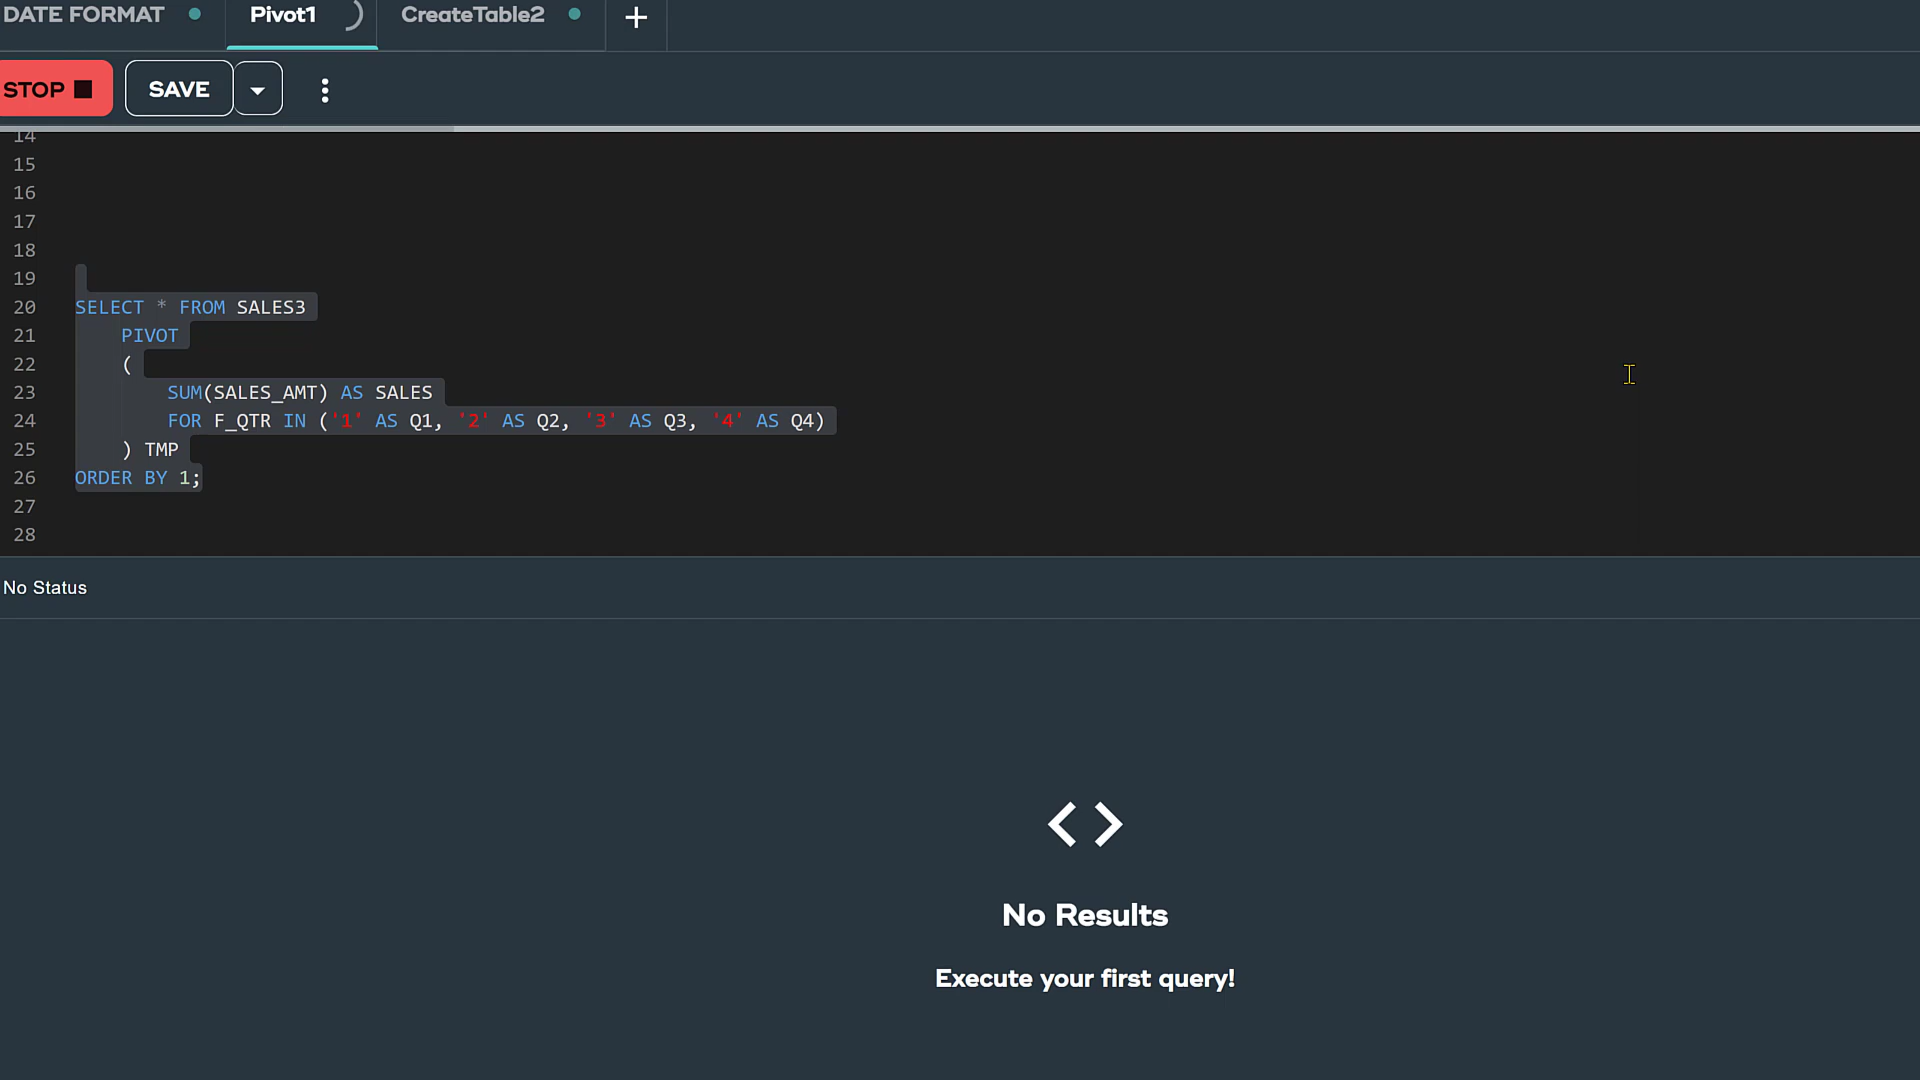 DATE FORMAT Pivot1 CreateTable2 +
STOP SAVE
14
15
16
17
18
19
20 SELECT * FROM SALES3
21 PIVOT
22 (
23 SUM(SALES_AMT) AS SALES
24 FOR F_QTR IN ('1' AS Q1, '2' AS Q2, '3' AS Q3, '4' AS Q4)
25 ) TMP
26 ORDER BY 1;
27
28
No Status
No Results
Execute your first query!